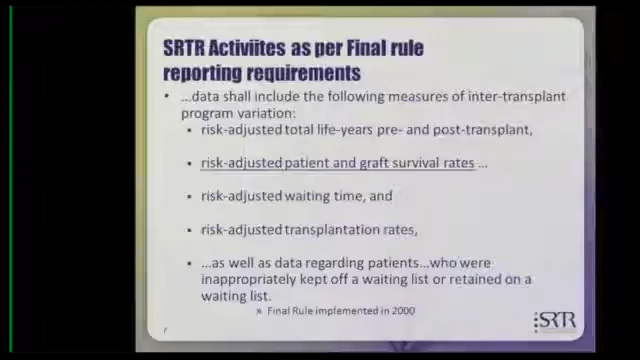 SRTR Activiites as per Final rule
reporting requirements
• …data shall include the following measures of inter-transplant
program variation:
• risk-adjusted total life-years pre- and post-transplant,
• risk-adjusted patient and graft survival rates …
• risk-adjusted waiting time, and
• risk-adjusted transplantation rates,
• …as well as data regarding patients…who were
inappropriately kept off a waiting list or retained on a
waiting list.
» Final Rule implemented in 2000
SRTR